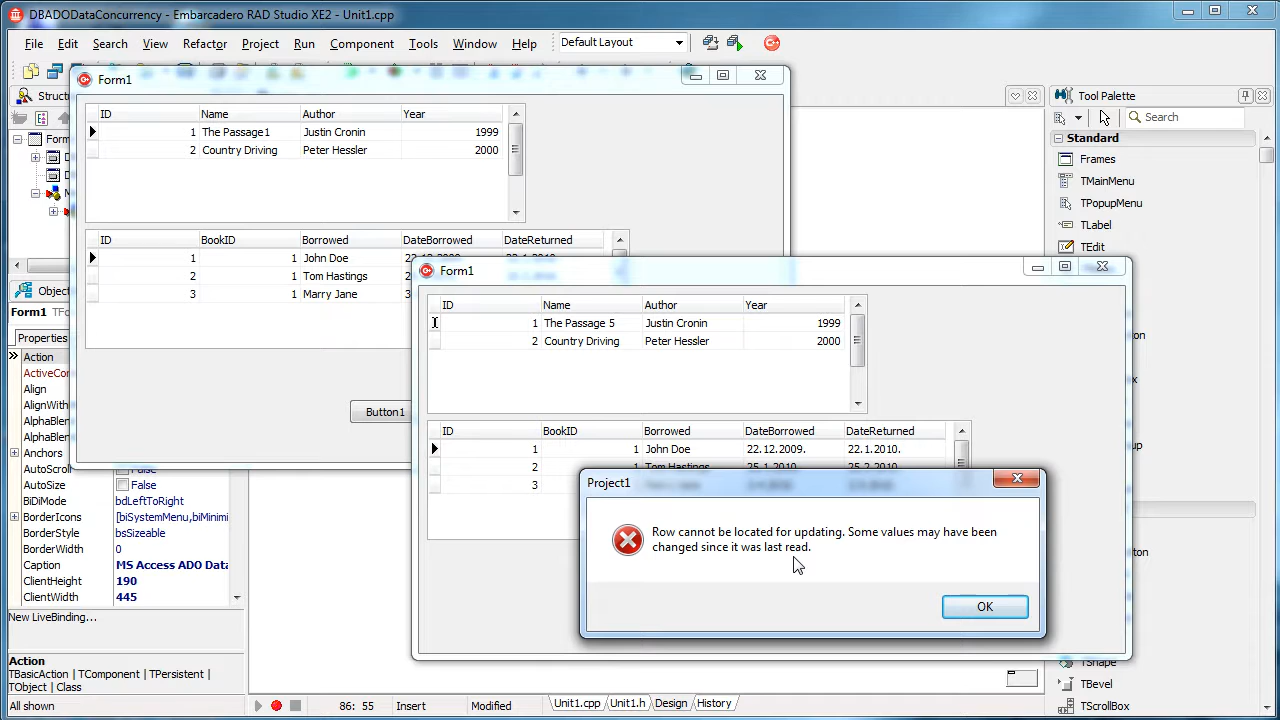 DBADODataConcurrency - Embarcadero RAD Studio XE2 - Unit1.cpp
File Edit Search View Refactor Project Run Component Tools Window Help Default Layout
Form1
ID Name Author Year
1 The Passage1 Justin Cronin 1999
2 Country Driving Peter Hessler 2000
ID BookID Borrowed DateBorrowed DateReturned
1 1 John Doe
2 1 Tom Hastings
3 1 Marry Jane
Button1
Form1
ID Name Author Year
1 The Passage 5 Justin Cronin 1999
2 Country Driving Peter Hessler 2000
ID BookID Borrowed DateBorrowed DateReturned
1 1 John Doe 22.12.2009. 22.1.2010.
2 Tom Hastings 25.1.2010. 25.2.2010.
3
Project1
Row cannot be located for updating. Some values may have been
changed since it was last read.
OK
Form
Form1
Properties
Action
Align
AutoScroll False
AutoSize False
BiDiMode bdLeftToRight
BorderIcons [biSystemMenu,biMinimi
BorderStyle bsSizeable
BorderWidth 0
Caption MS Access ADO Data
ClientHeight 190
ClientWidth 445
New LiveBinding...
Action
TBasicAction | TComponent | TPersistent |
TObject | Class
All shown
86: 55 Insert Modified Unit1.cpp Unit1.h Design History
Tool Palette
Search
Standard
Frames
TMainMenu
TPopupMenu
TLabel
TEdit
TShape
TBevel
TScrollBox